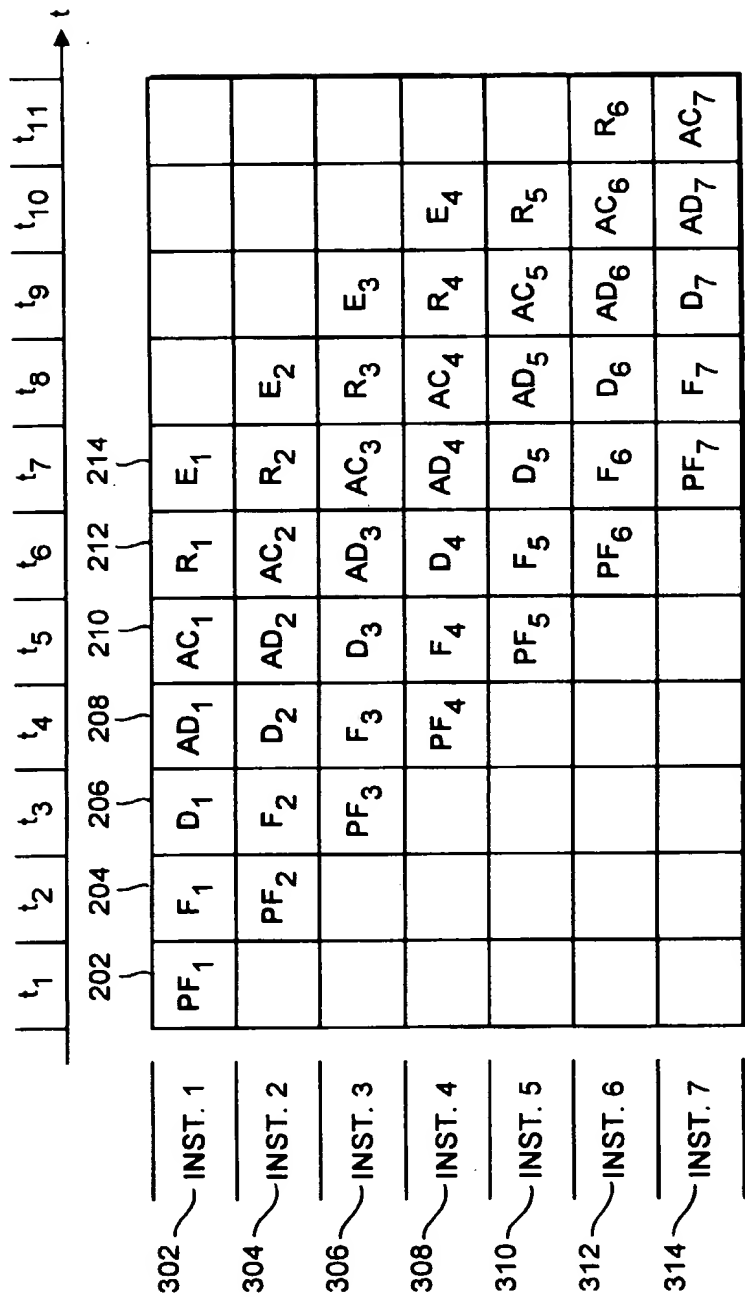 t₁ t₂ t₃ t₄ t₅ t₆ t₇ t₈ t₉ t₁₀ t₁₁ t
202 204 206 208 210 212 214
302 INST. 1 PF₁ F₁ D₁ AD₁ AC₁ R₁ E₁
304 INST. 2 PF₂ F₂ D₂ AD₂ AC₂ R₂ E₂
306 INST. 3 PF₃ F₃ D₃ AD₃ AC₃ R₃ E₃
308 INST. 4 PF₄ F₄ D₄ AD₄ AC₄ R₄ E₄
310 INST. 5 PF₅ F₅ D₅ AD₅ AC₅ R₅
312 INST. 6 PF₆ F₆ D₆ AD₆ AC₆ R₆
314 INST. 7 PF₇ F₇ D₇ AD₇ AC₇